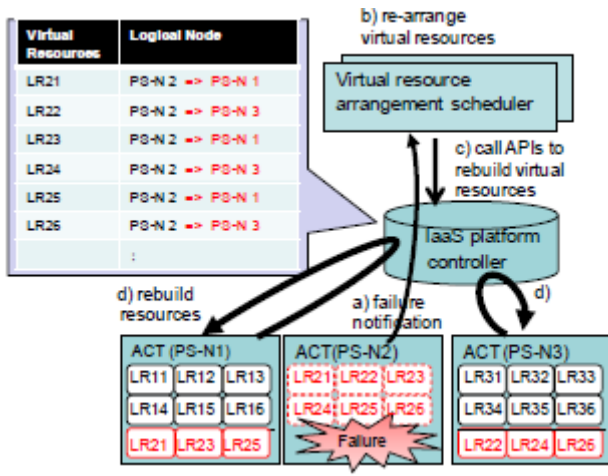 Virtual Resources
Logical Node
LR21 PS-N 2 => PS-N 1
LR22 PS-N 2 => PS-N 3
LR23 PS-N 2 => PS-N 1
LR24 PS-N 2 => PS-N 3
LR25 PS-N 2 => PS-N 1
LR26 PS-N 2 => PS-N 3
:
b) re-arrange
virtual resources
Virtual resource
arrangement scheduler
c) call APIs to
rebuild virtual
resources
IaaS platform
controller
d) rebuild
resources
a) failure
notification
d)
ACT (PS-N1)
LR11 LR12 LR13
LR14 LR15 LR16
LR21 LR23 LR25
ACT(PS-N2)
LR21 LR22 LR23
LR24 LR25 LR26
Failure
ACT(PS-N3)
LR31 LR32 LR33
LR34 LR35 LR36
LR22 LR24 LR26